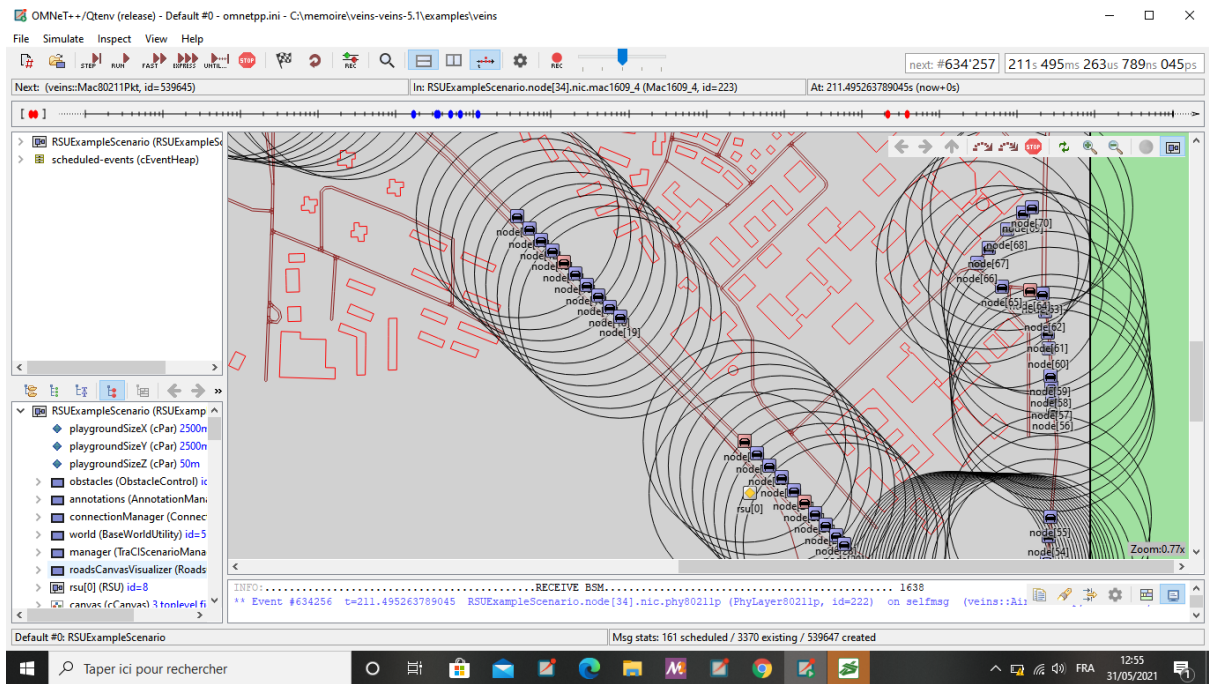 OMNeT++/Qtenv (release) - Default #0 - omnetpp.ini - C:\memoire\veins-veins-5.1\examples\veins
File Simulate Inspect View Help
STEP RUN FAST EXPRESS UNTIL... STOP REC REC
next: #634'257 211s 495ms 263us 789ns 045ps
Next: (veins::Mac80211Pkt, id=539645) In: RSUExampleScenario.node[34].nic.mac1609_4 (Mac1609_4, id=223) At: 211.495263789045s (now+0s)
RSUExampleScenario (RSUExampleSc
scheduled-events (cEventHeap)
STOP
node[70]
node[68]
node[67]
node[66]
node[65]
node[63]
node[62]
node[61]
node[60]
node[59]
node[58]
node[57]
node[56]
node[19]
rsu[0]
node[55]
node[54]
Zoom:0.77x
RSUExampleScenario (RSUExamp
playgroundSizeX (cPar) 2500m
playgroundSizeY (cPar) 2500m
playgroundSizeZ (cPar) 50m
obstacles (ObstacleControl) id
annotations (AnnotationMana
connectionManager (Connec
world (BaseWorldUtility) id=5
manager (TraCIScenarioMana
roadsCanvasVisualizer (Roads
rsu[0] (RSU) id=8
canvas (cCanvas) 3 toplevel fi
INFO:.................................................RECEIVE BSM................................................. 1638
** Event #634256 t=211.495263789045 RSUExampleScenario.node[34].nic.phy80211p (PhyLayer80211p, id=222) on selfmsg (veins::Ai
Default #0: RSUExampleScenario Msg stats: 161 scheduled / 3370 existing / 539647 created
Taper ici pour rechercher
FRA
12:55
31/05/2021